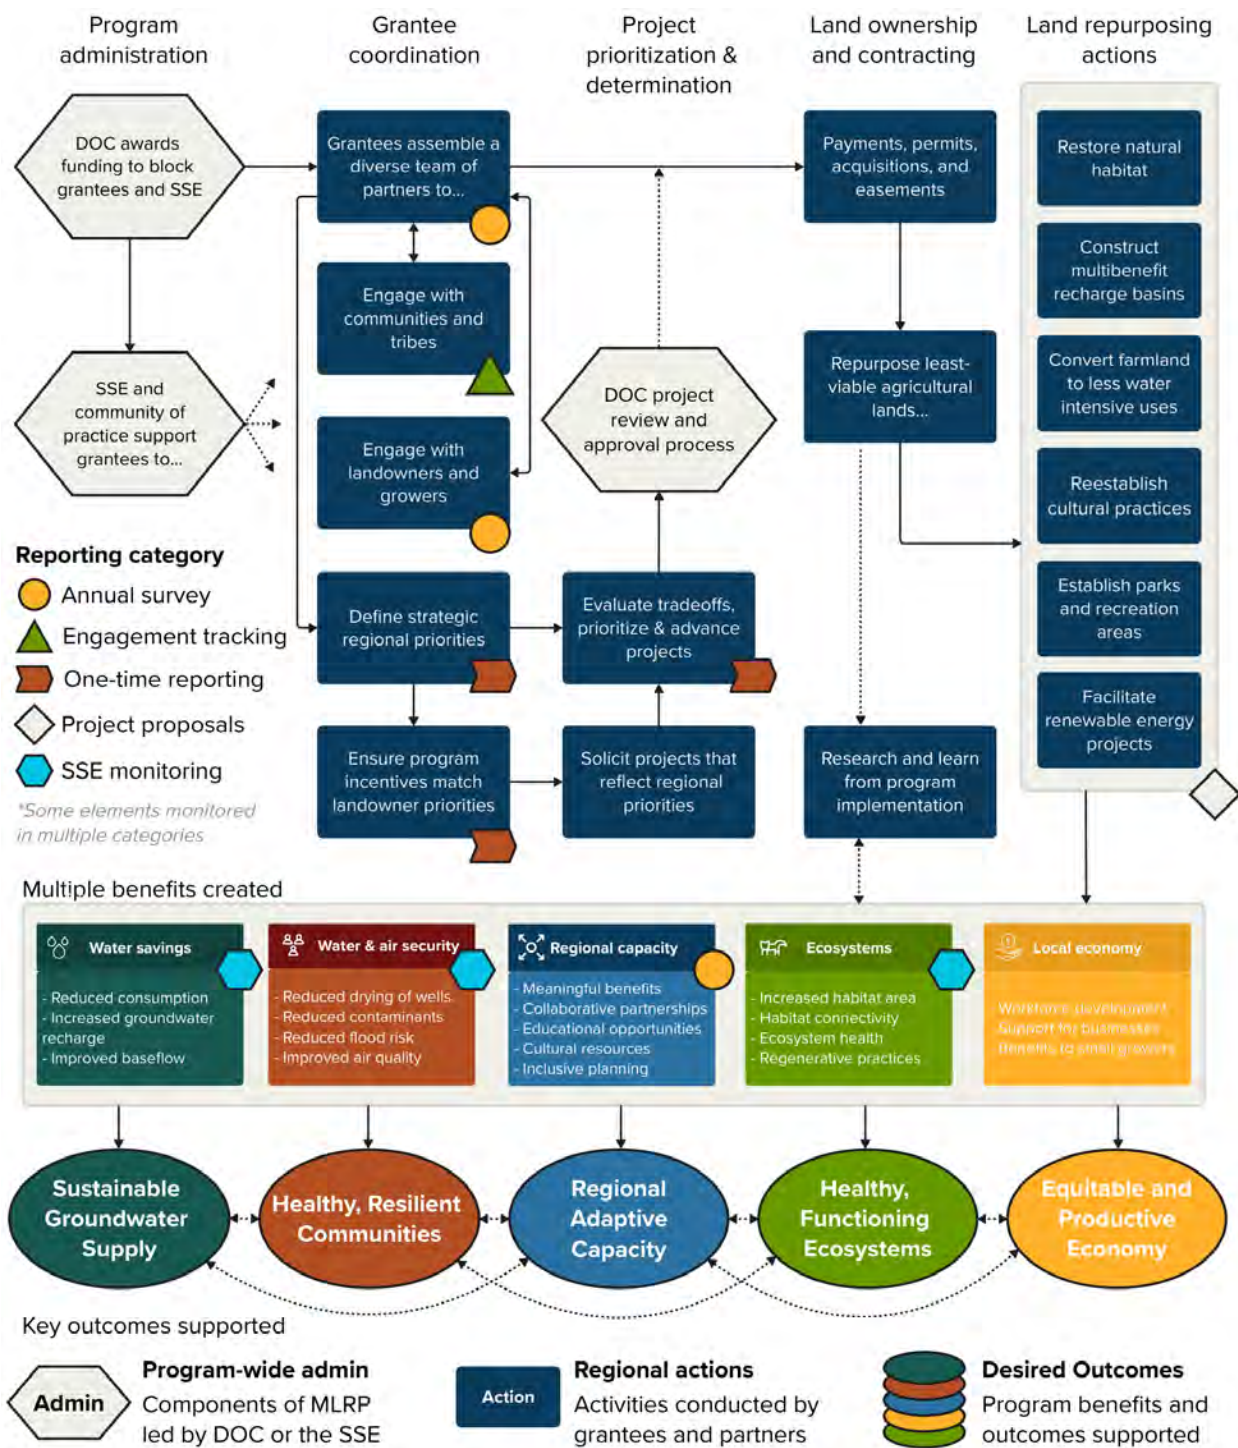 Program
administration
Grantee
coordination
Project
prioritization &
determination
Land ownership
and contracting
Land repurposing
actions
DOC awards
funding to block
grantees and SSE
Grantees assemble a
diverse team of
partners to...
Payments, permits,
acquisitions, and
easements
Restore natural
habitat
Construct
multibenefit
recharge basins
Engage with
communities and
tribes
SSE and
community of
practice support
grantees to...
DOC project
review and
approval process
Repurpose least-
viable agricultural
lands...
Convert farmland
to less water
intensive uses
Engage with
landowners and
growers
Reestablish
cultural practices
Reporting category
Annual survey
Engagement tracking
One-time reporting
Project proposals
SSE monitoring
*Some elements monitored
in multiple categories
Define strategic
regional priorities
Evaluate tradeoffs,
prioritize & advance
projects
Establish parks
and recreation
areas
Facilitate
renewable energy
projects
Ensure program
incentives match
landowner priorities
Solicit projects that
reflect regional
priorities
Research and learn
from program
implementation
Multiple benefits created
Water savings
- Reduced consumption
- Increased groundwater
recharge
- Improved baseflow
Water & air security
- Reduced drying of wells
- Reduced contaminants
- Reduced flood risk
- Improved air quality
Regional capacity
- Meaningful benefits
- Collaborative partnerships
- Educational opportunities
- Cultural resources
- Inclusive planning
Ecosystems
- Increased habitat area
- Habitat connectivity
- Ecosystem health
- Regenerative practices
Local economy
Workforce development
Support for businesses
Benefits to small growers
Sustainable
Groundwater
Supply
Healthy, Resilient
Communities
Regional
Adaptive
Capacity
Healthy,
Functioning
Ecosystems
Equitable and
Productive
Economy
Key outcomes supported
Admin
Program-wide admin
Components of MLRP
led by DOC or the SSE
Action
Regional actions
Activities conducted by
grantees and partners
Desired Outcomes
Program benefits and
outcomes supported